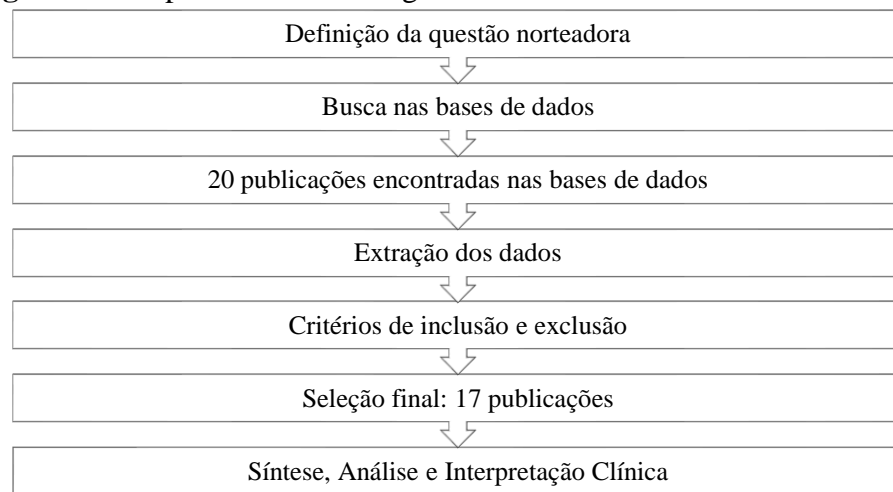 Definição da questão norteadora
Busca nas bases de dados
20 publicações encontradas nas bases de dados
Extração dos dados
Critérios de inclusão e exclusão
Seleção final: 17 publicações
Síntese, Análise e Interpretação Clínica